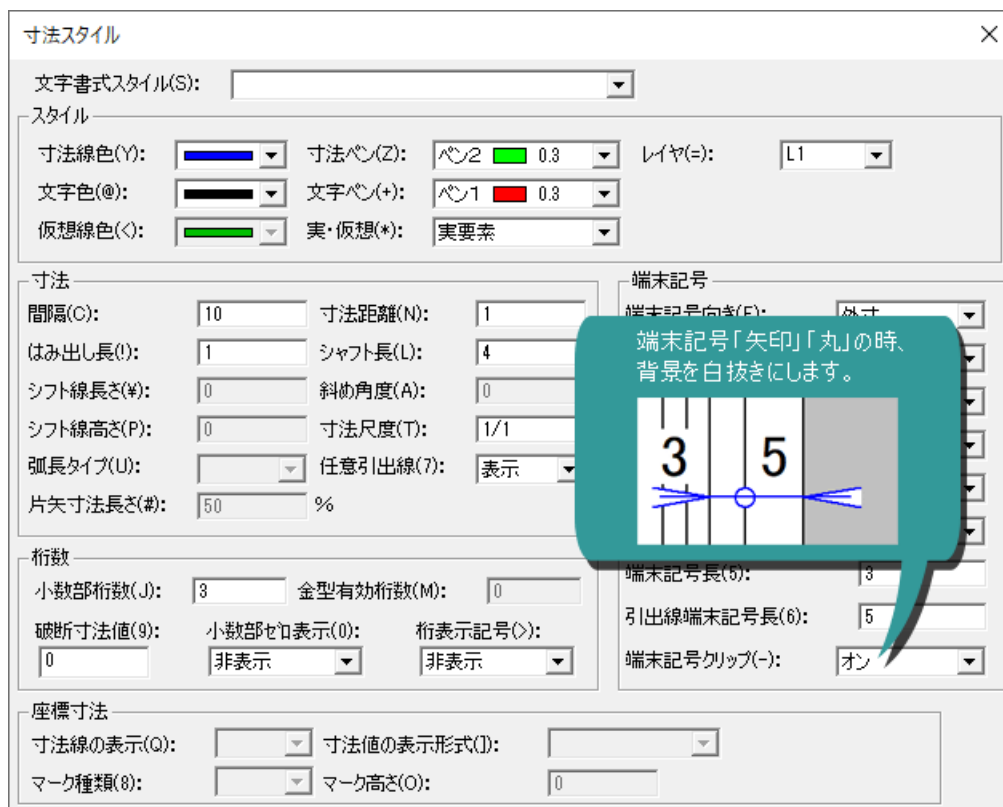 寸法スタイル
文字書式スタイル(S):
スタイル
寸法線色(Y): 寸法ペン(Z): ペン2 0.3 レイヤ(=): L1
文字色(@): 文字ペン(+): ペン1 0.3
仮想線色(<): 実・仮想(*): 実要素
寸法
間隔(C): 10 寸法距離(N): 1
はみ出し長(!): 1 シャフト長(L): 4
シフト線長さ(¥): 0 斜め角度(A): 0
シフト線高さ(P): 0 寸法尺度(T): 1/1
弧長タイプ(U): 任意引出線(7): 表示
片矢寸法長さ(#): 50 %
端末記号
端末記号向き(F): 外寸
端末記号「矢印」「丸」の時、
背景を白抜きにします。
3 5
端末記号長(5): 3
引出線端末記号長(6): 5
端末記号クリップ(-): オン
桁数
小数部桁数(J): 3 金型有効桁数(M): 0
破断寸法値(9): 小数部ゼロ表示(0): 桁表示記号(>):
0 非表示 非表示
座標寸法
寸法線の表示(Q): 寸法値の表示形式(]):
マーク種類(8): マーク高さ(O): 0